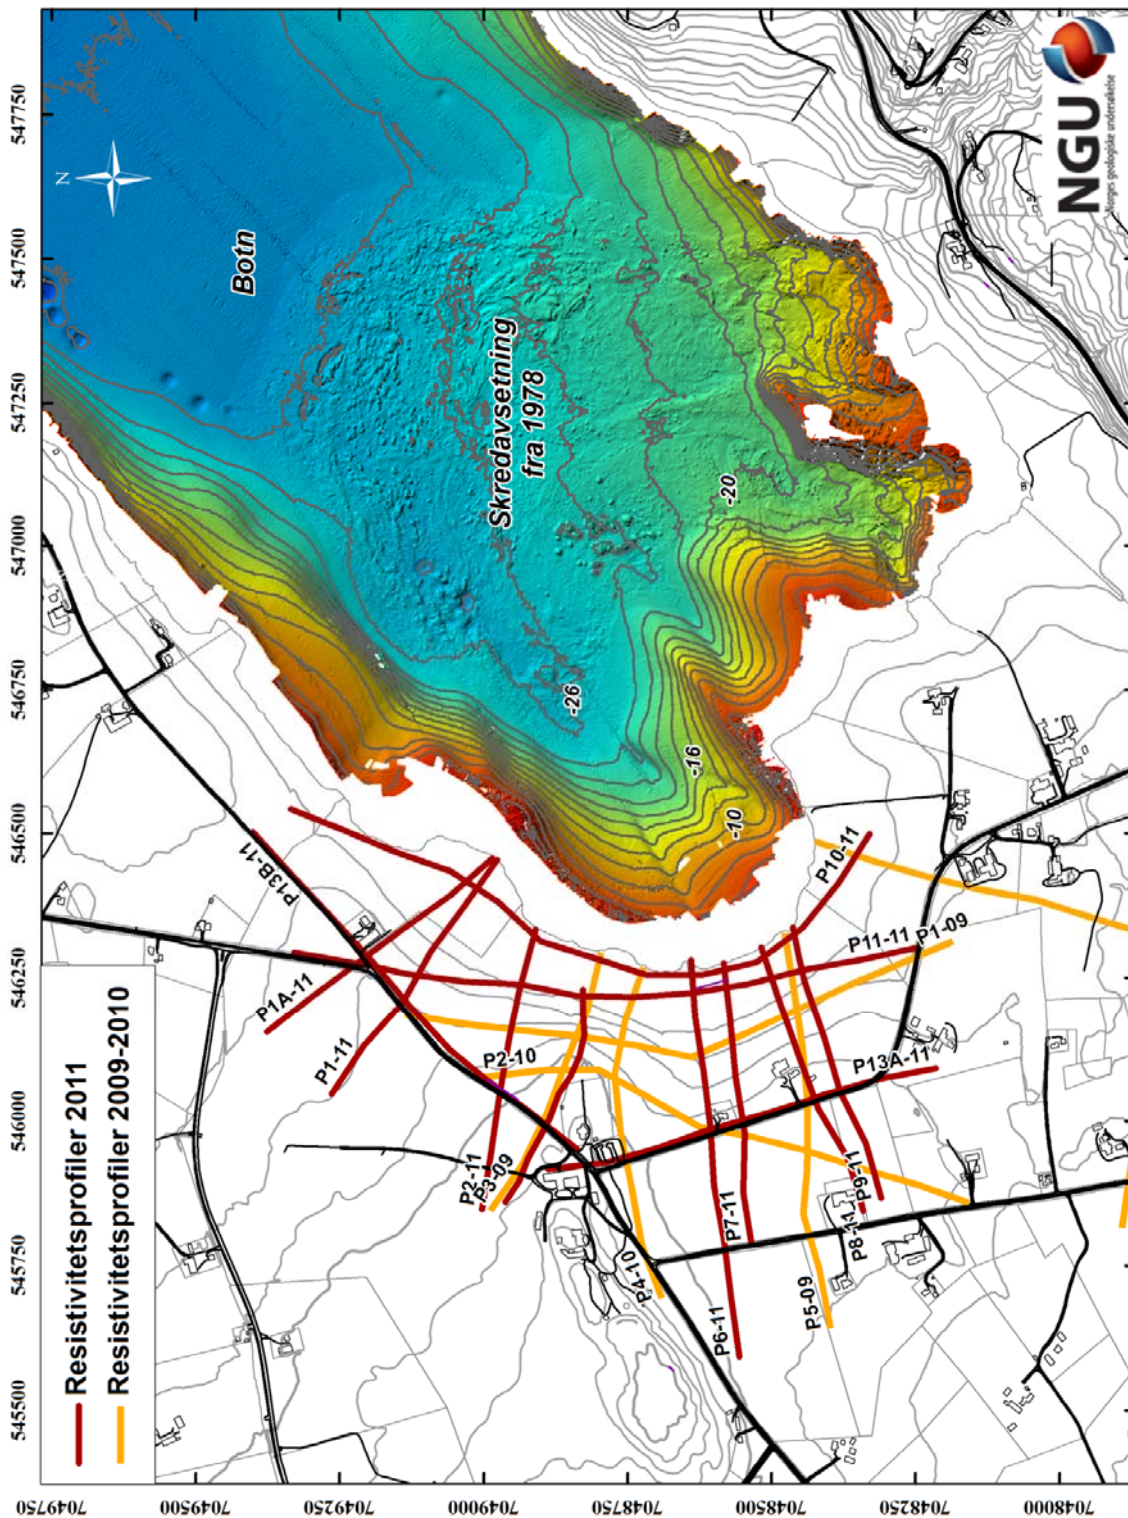 547750
547500
547250
547000
546750
546500
546250
546000
545750
545500
7049750
7049500
7049250
7049000
7048750
7048500
7048250
7048000
N
Botn
Skredavsetning
fra 1978
-20
-26
-16
-10
Resistivitetsprofiler 2011
Resistivitetsprofiler 2009-2010
P13B-11
P1A-11
P1-11
P2-10
P2-11
P3-09
P4-10
P6-11
P7-11
P5-09
P8-11
P9-11
P13A-11
P11-11
P1-09
P10-11
NGU
Norges geologiske undersøkelse